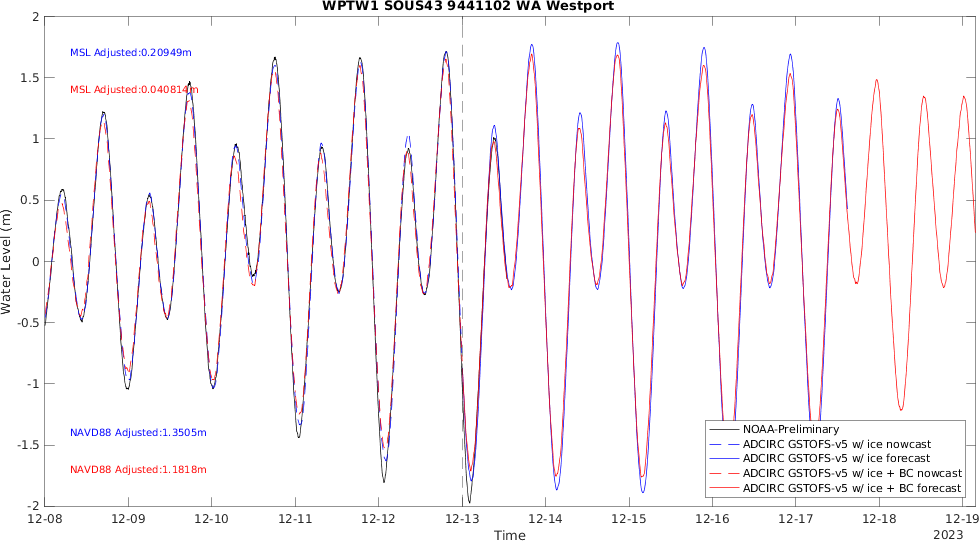 WPTW1 SOUS43 9441102 WA Westport
2
1.5
1
0.5
0
-0.5
-1
-1.5
-2
Water Level (m)
MSL Adjusted:0.20949m
MSL Adjusted:0.040814m
NAVD88 Adjusted:1.3505m
NAVD88 Adjusted:1.1818m
NOAA-Preliminary
ADCIRC GSTOFS-v5 w/ ice nowcast
ADCIRC GSTOFS-v5 w/ ice forecast
ADCIRC GSTOFS-v5 w/ ice + BC nowcast
ADCIRC GSTOFS-v5 w/ ice + BC forecast
12-08 12-09 12-10 12-11 12-12 12-13 12-14 12-15 12-16 12-17 12-18 12-19
Time
2023